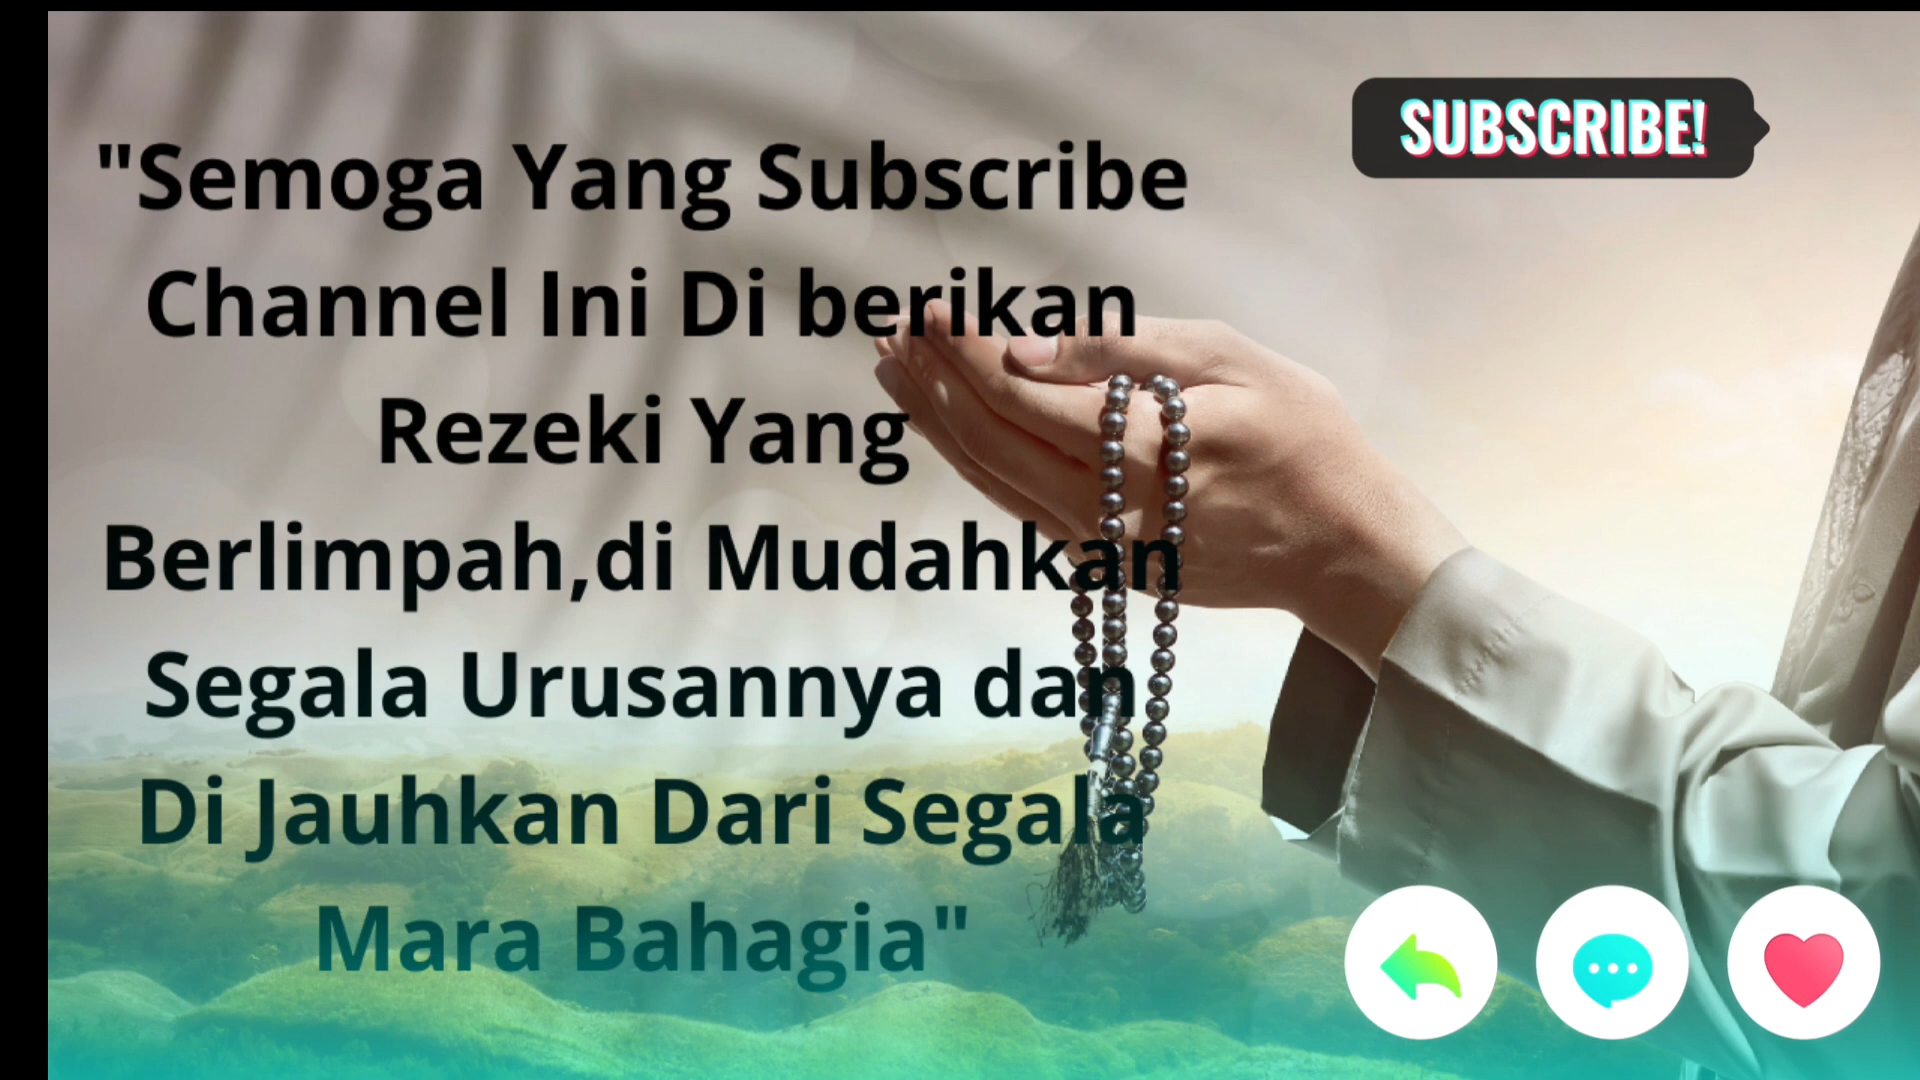 SUBSCRIBE!
"Semoga Yang Subscribe
Channel Ini Di berikan
Rezeki Yang
Berlimpah,di Mudahkan
Segala Urusannya dan
Di Jauhkan Dari Segala
Mara Bahagia"